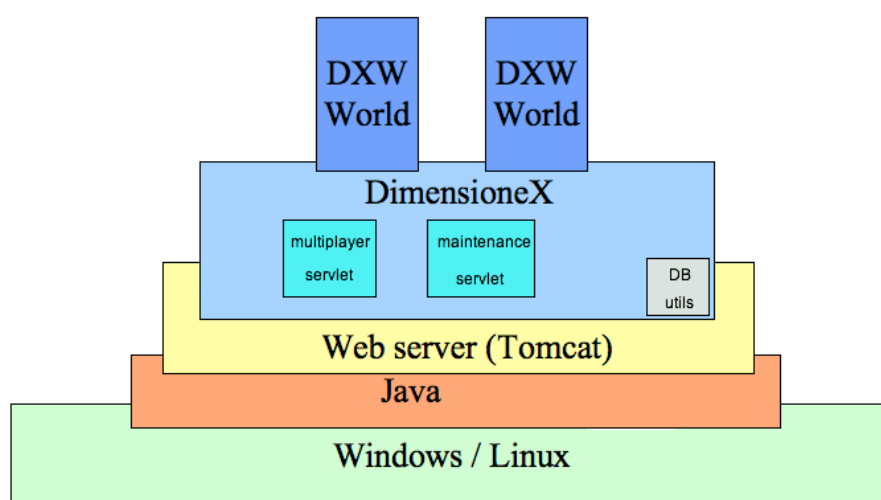 DXW
World
DXW
World
DimensioneX
multiplayer
servlet
maintenance
servlet
DB
utils
Web server (Tomcat)
Java
Windows / Linux